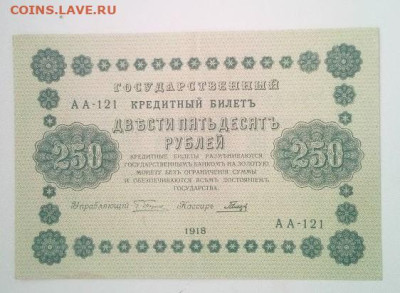 COINS.LAVE.RU
ГОСУДАРСТВЕННЫЙ
АА-121 КРЕДИТНЫЙ БИЛЕТЪ
ДВѢСТИ ПЯТЬДЕСЯТЪ
РУБЛЕЙ
250 250
КРЕДИТНЫЕ БИЛЕТЫ РАЗМѢНИВАЮТСЯ
ГОСУДАРСТВЕННЫМЪ БАНКОМЪ НА ЗОЛОТУЮ
МОНЕТУ БЕЗЪ ОГРАНИЧЕНІЯ СУММЫ
И ОБЕЗПЕЧИВАЮТСЯ ВСѢМЪ ДОСТОЯНІЕМЪ
ГОСУДАРСТВА.
Управляющій Кассиръ
АА-121
1918